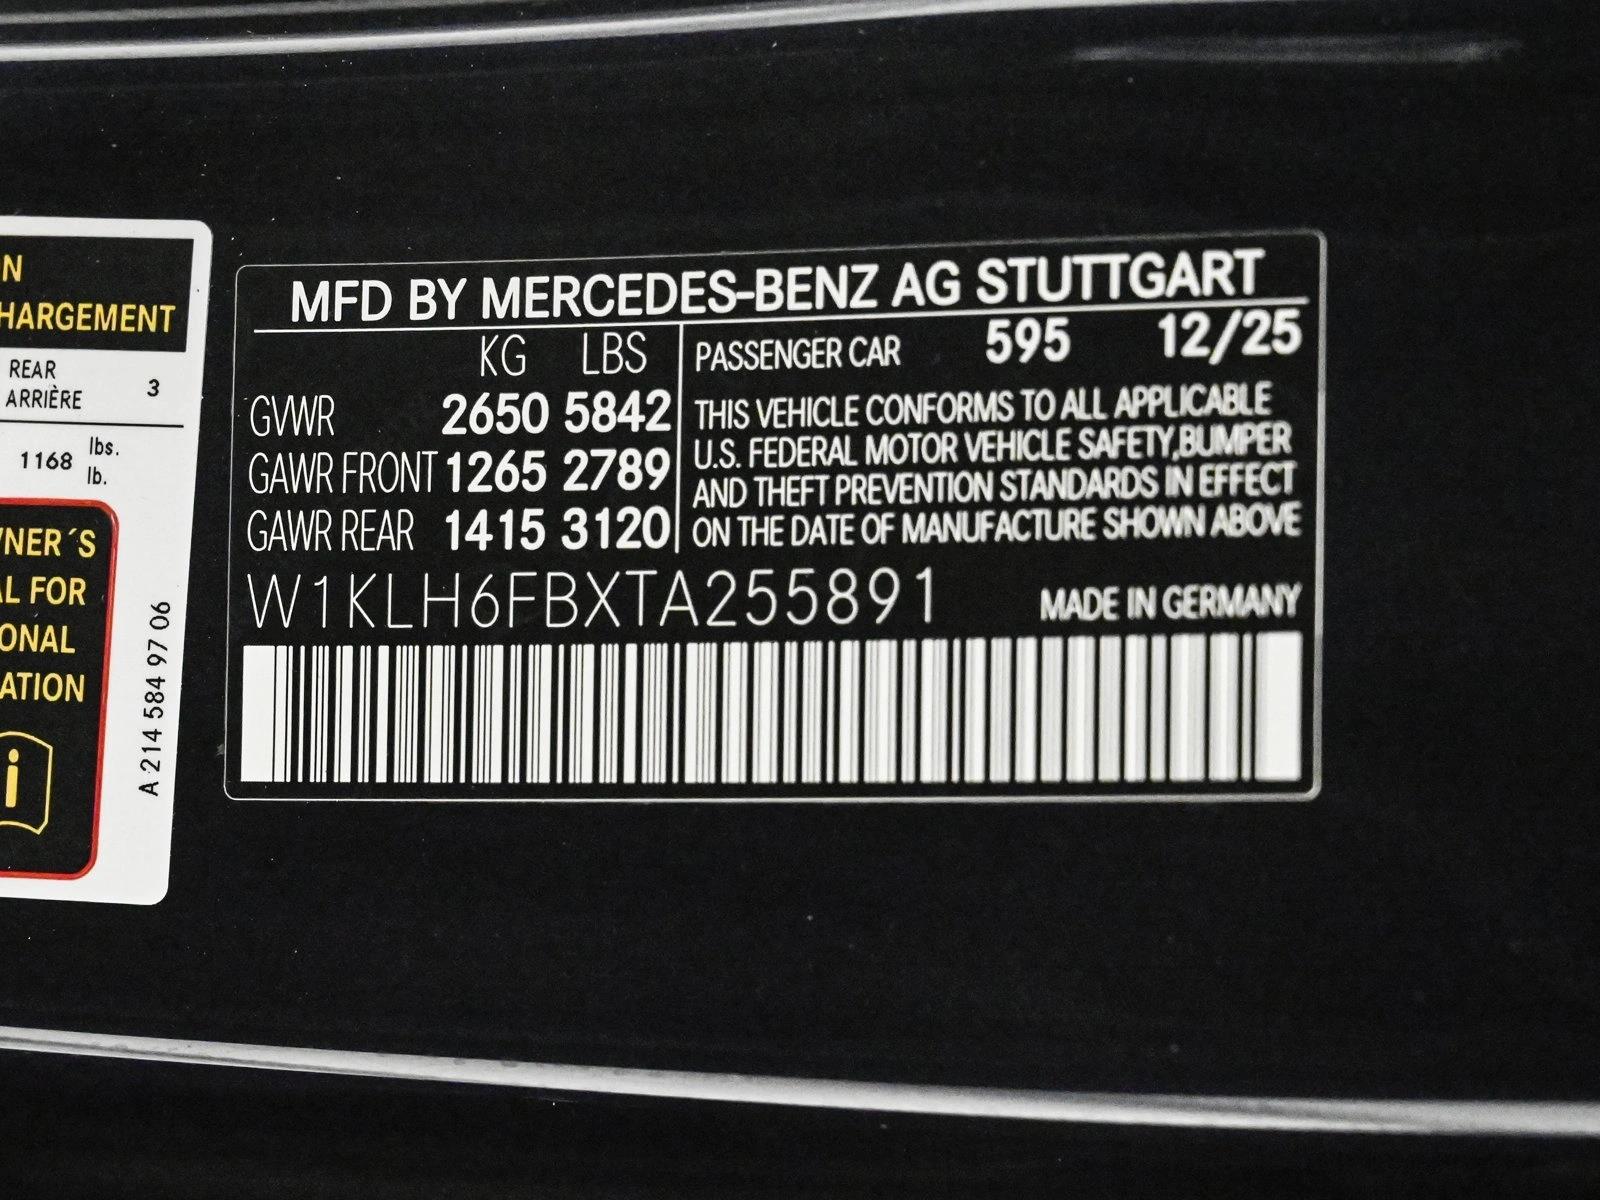 N
HARGEMENT
REAR
ARRIÈRE 3
1168 lbs.
lb.
NER´S
L FOR
ONAL
ATION
i
A 214 584 97 06
MFD BY MERCEDES-BENZ AG STUTTGART
KG LBS
GVWR 2650 5842
GAWR FRONT 1265 2789
GAWR REAR 1415 3120
PASSENGER CAR 595 12/25
THIS VEHICLE CONFORMS TO ALL APPLICABLE
U.S. FEDERAL MOTOR VEHICLE SAFETY,BUMPER
AND THEFT PREVENTION STANDARDS IN EFFECT
ON THE DATE OF MANUFACTURE SHOWN ABOVE
W1KLH6FBXTA255891
MADE IN GERMANY